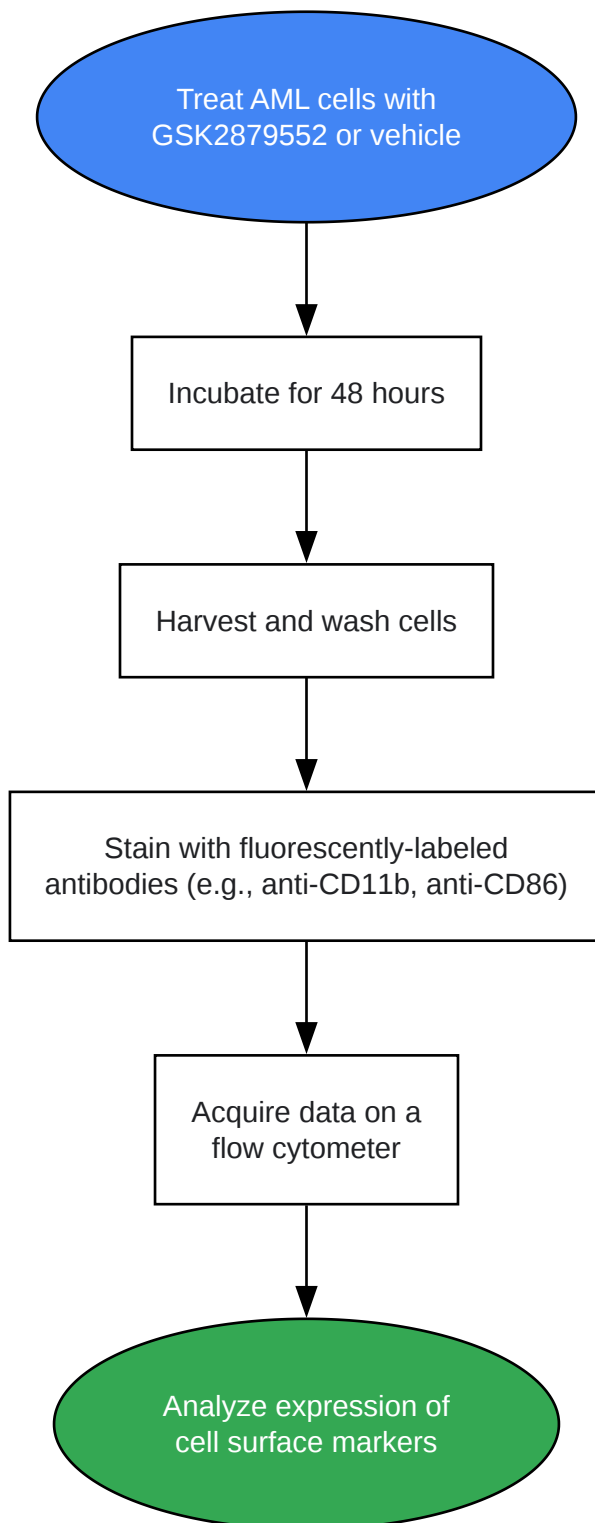 Treat AML cells with
GSK2879552 or vehicle
Incubate for 48 hours
Harvest and wash cells
Stain with fluorescently-labeled
antibodies (e.g., anti-CD11b, anti-CD86)
Acquire data on a
flow cytometer
Analyze expression of
cell surface markers